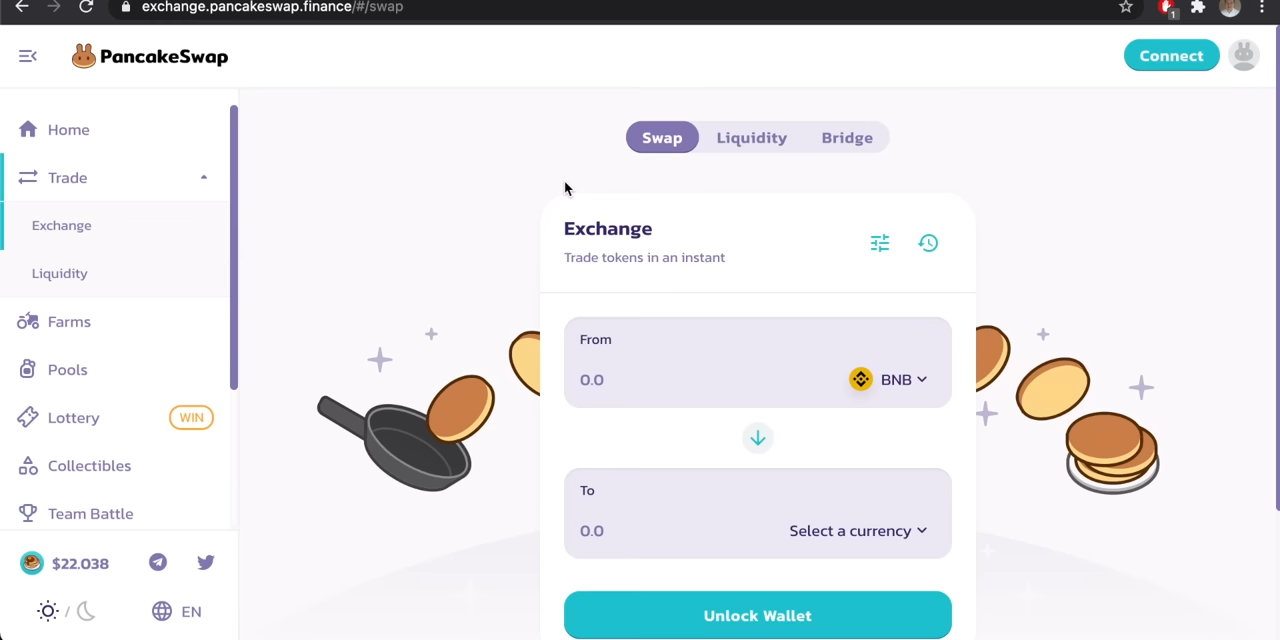 exchange.pancakeswap.finance/#/swap
1
PancakeSwap
Connect
Home
Trade
Exchange
Liquidity
Farms
Pools
Lottery
WIN
Collectibles
Team Battle
$22.038
/
EN
Swap
Liquidity
Bridge
Exchange
Trade tokens in an instant
From
0.0
BNB
To
0.0
Select a currency
Unlock Wallet